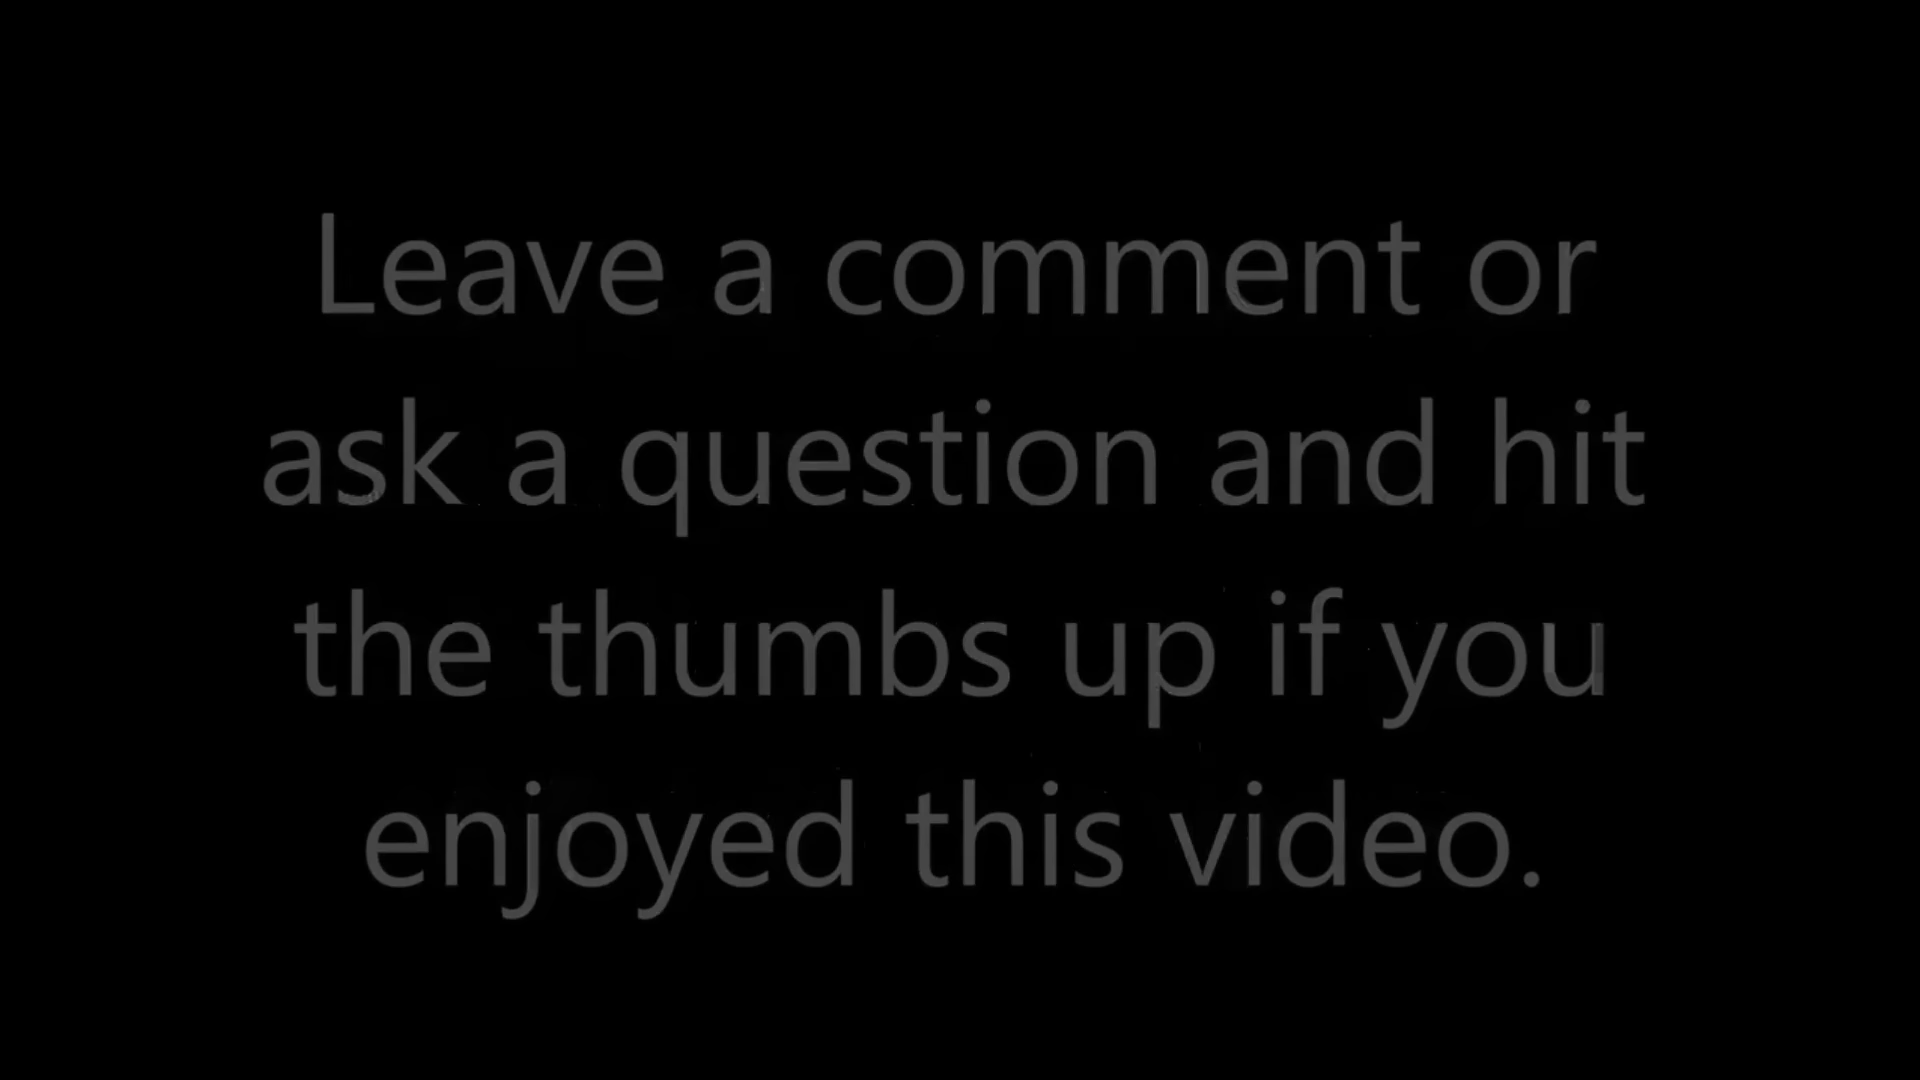 Leave a comment or
ask a question and hit
the thumbs up if you
enjoyed this video.